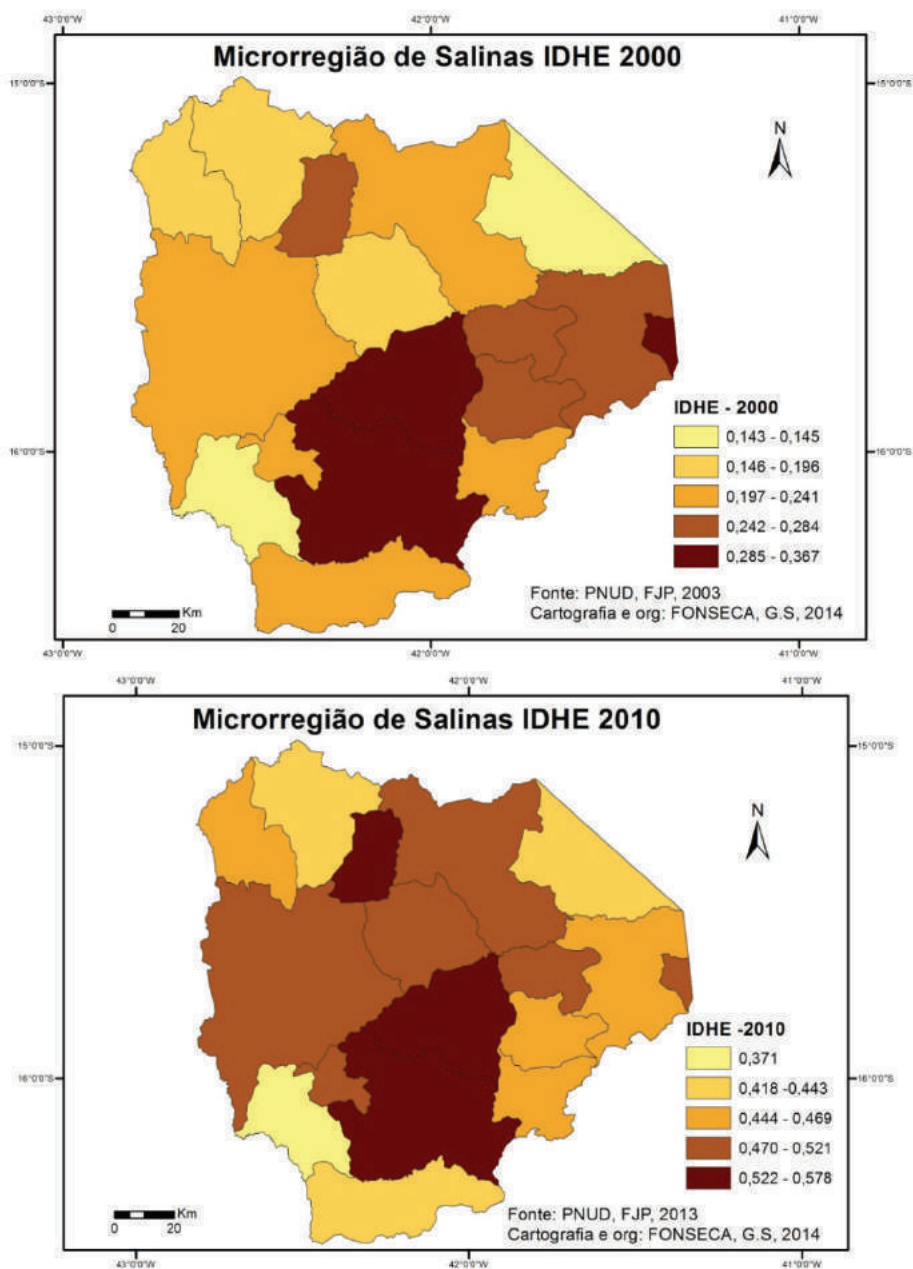 43°0'0"W 42°0'0"W 41°0'0"W
Microrregião de Salinas IDHE 2000
15°0'0"S 15°0'0"S
N
IDHE - 2000
0,143 - 0,145
16°0'0"S 16°0'0"S
0,146 - 0,196
0,197 - 0,241
0,242 - 0,284
0,285 - 0,367
Fonte: PNUD, FJP, 2003
Km
Cartografia e org: FONSECA, G.S, 2014
0 20
43°0'0"W 42°0'0"W 41°0'0"W
43°0'0"W 42°0'0"W 41°0'0"W
Microrregião de Salinas IDHE 2010
15°0'0"S 15°0'0"S
N
IDHE -2010
0,371
16°0'0"S 16°0'0"S
0,418 -0,443
0,444 - 0,469
0,470 - 0,521
0,522 - 0,578
Km
Fonte: PNUD, FJP, 2013
0 20
Cartografia e org: FONSECA, G.S, 2014
43°0'0"W 42°0'0"W 41°0'0"W